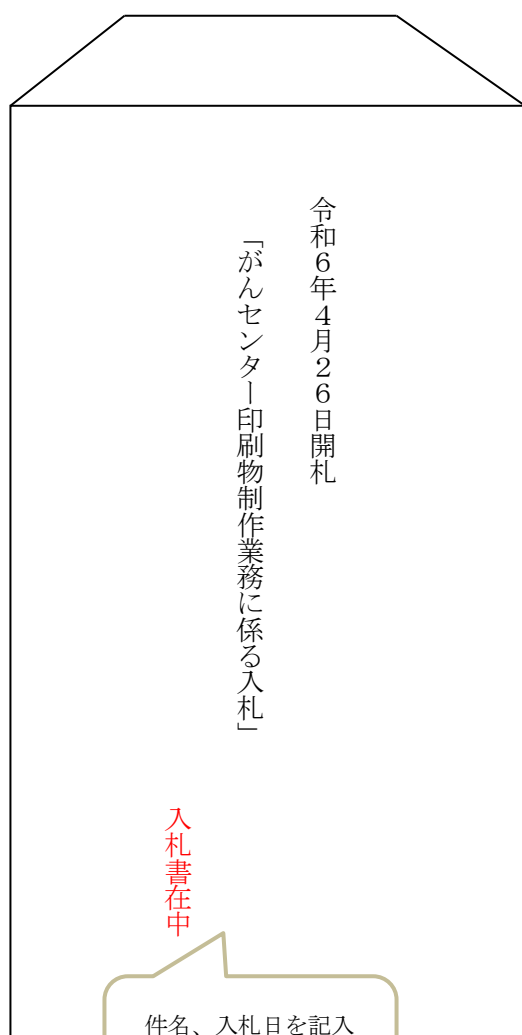 令和６年４月２６日開札
「がんセンター印刷物制作業務に係る入札」
入札書在中
件名、入札日を記入